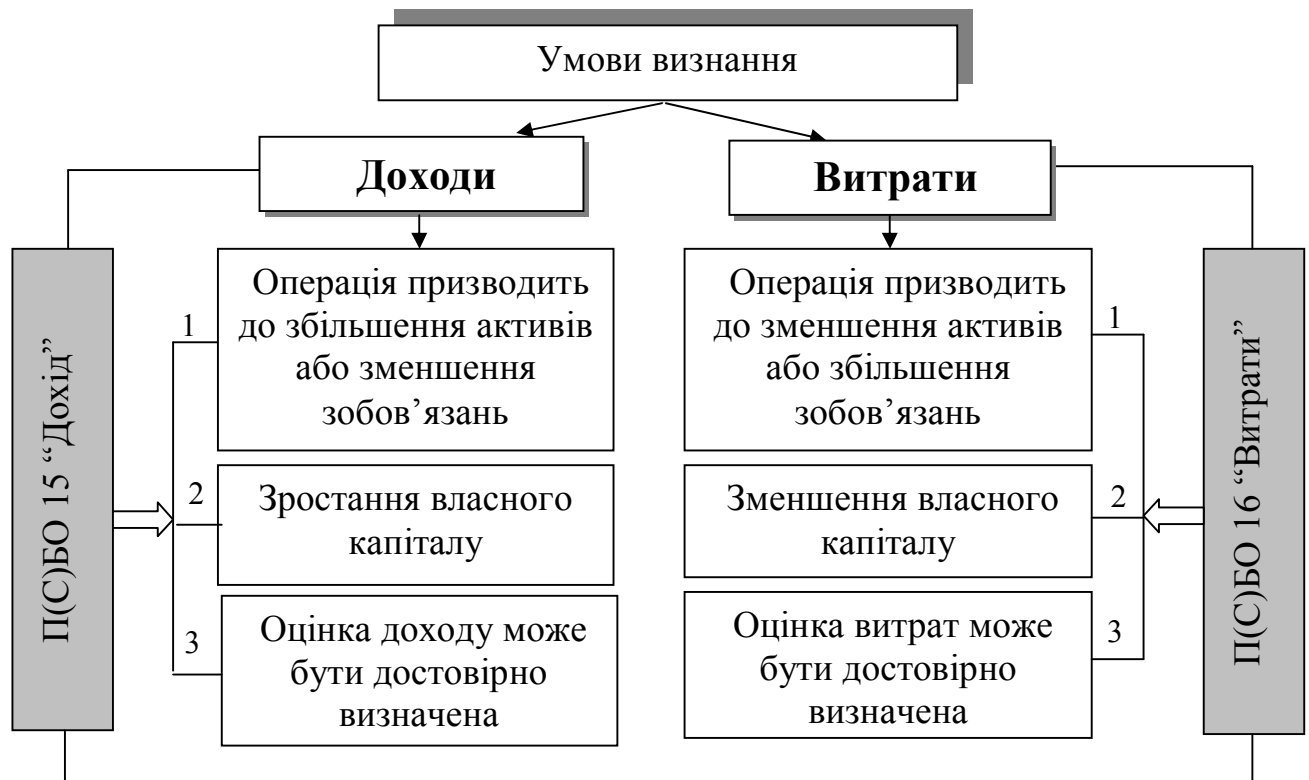 Умови визнання
Доходи
Витрати
П(С)БО 15 “Дохід”
1
Операція призводить
до збільшення активів
або зменшення
зобов’язань
2
Зростання власного
капіталу
3
Оцінка доходу може
бути достовірно
визначена
Операція призводить
до зменшення активів
або збільшення
зобов’язань
1
Зменшення власного
капіталу
2
Оцінка витрат може
бути достовірно
визначена
3
П(С)БО 16 “Витрати”